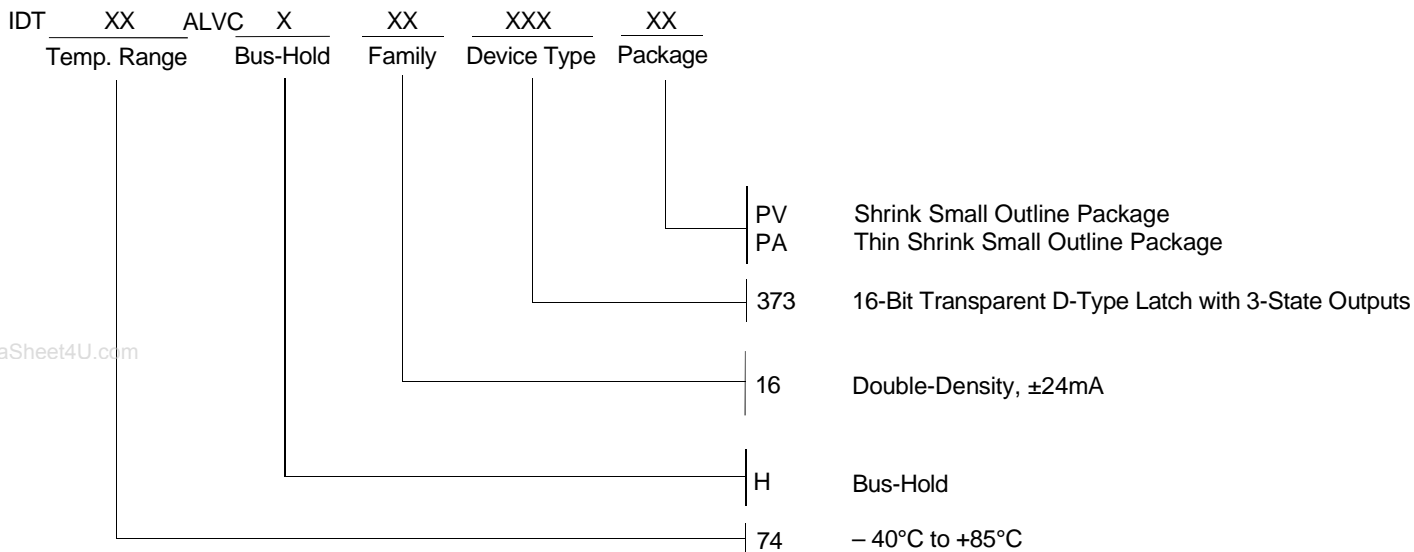 IDT XX ALVC X XX XXX XX
Temp. Range Bus-Hold Family Device Type Package
PV Shrink Small Outline Package
PA Thin Shrink Small Outline Package
373 16-Bit Transparent D-Type Latch with 3-State Outputs
aSheet4U.com
16 Double-Density, ±24mA
H Bus-Hold
74 – 40°C to +85°C